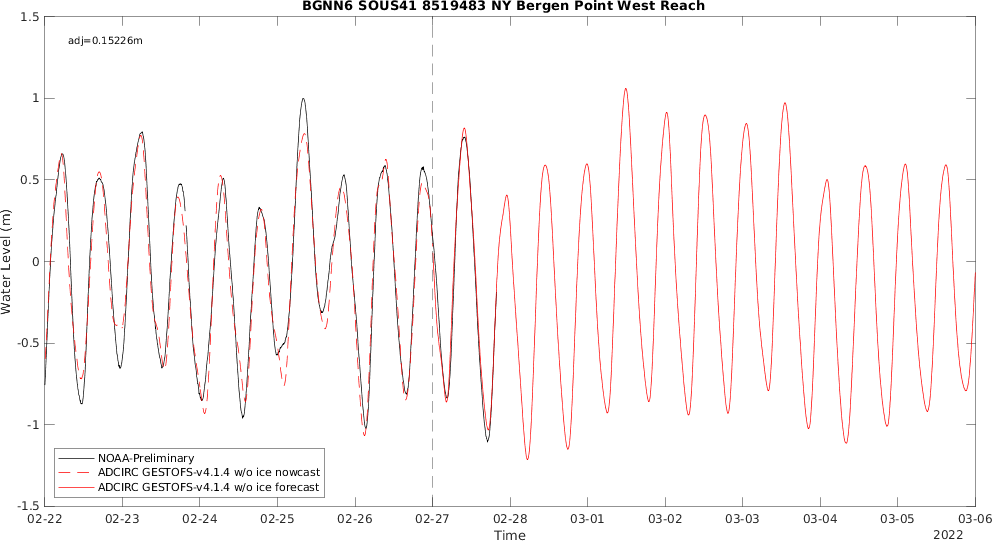 BGNN6 SOUS41 8519483 NY Bergen Point West Reach
adj=0.15226m
Water Level (m)
1.5
1
0.5
0
-0.5
-1
-1.5
NOAA-Preliminary
ADCIRC GESTOFS-v4.1.4 w/o ice nowcast
ADCIRC GESTOFS-v4.1.4 w/o ice forecast
02-22 02-23 02-24 02-25 02-26 02-27 02-28 03-01 03-02 03-03 03-04 03-05 03-06
Time
2022